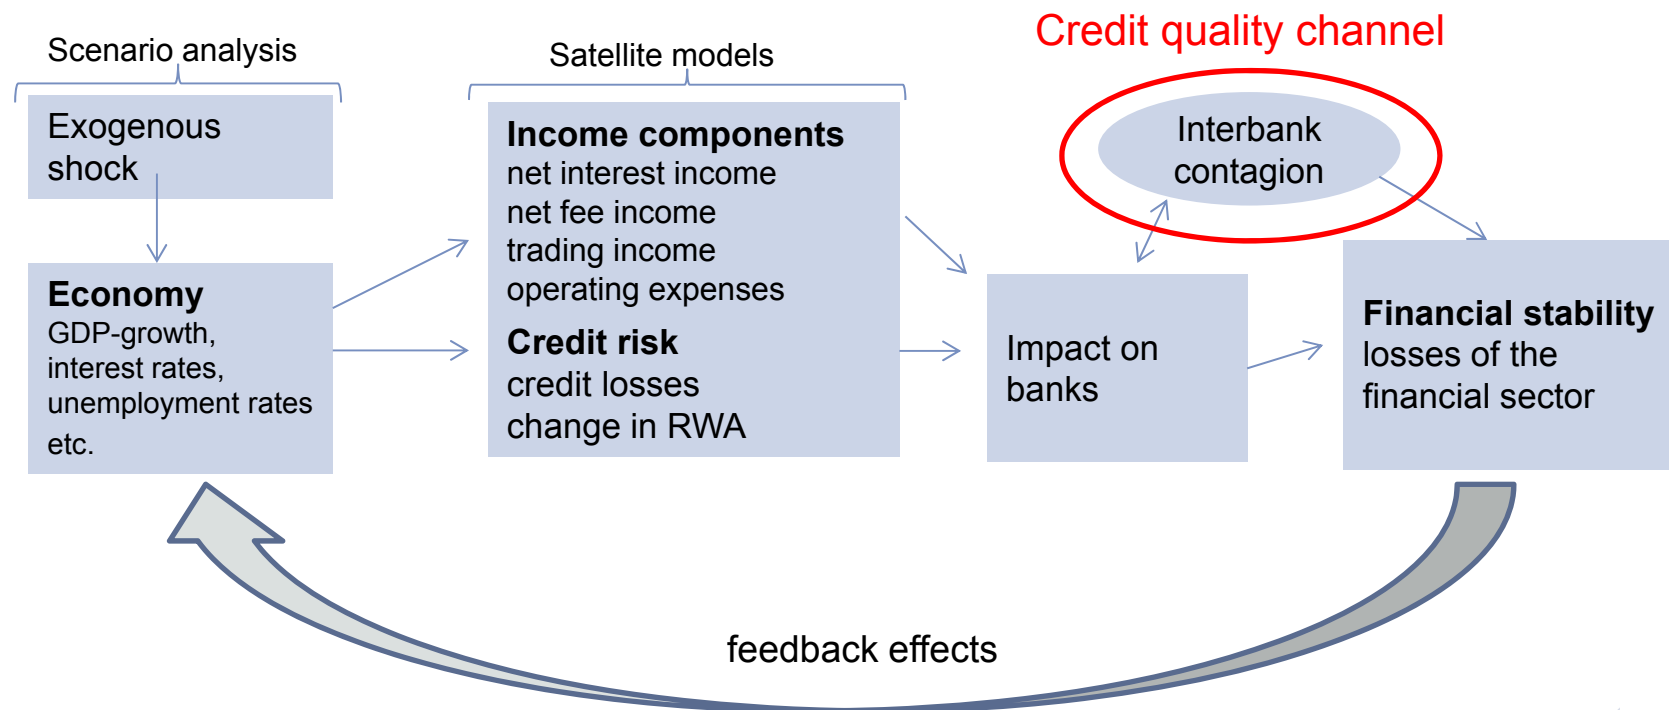 Scenario analysis
Exogenous
shock
Economy
GDP-growth,
interest rates,
unemployment rates
etc.
Satellite models
Income components
net interest income
net fee income
trading income
operating expenses
Credit risk
credit losses
change in RWA
Credit quality channel
Interbank
contagion
Impact on
banks
Financial stability
losses of the
financial sector
feedback effects